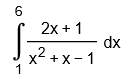 6
∫ (2x + 1)/(x² + x − 1) dx
1